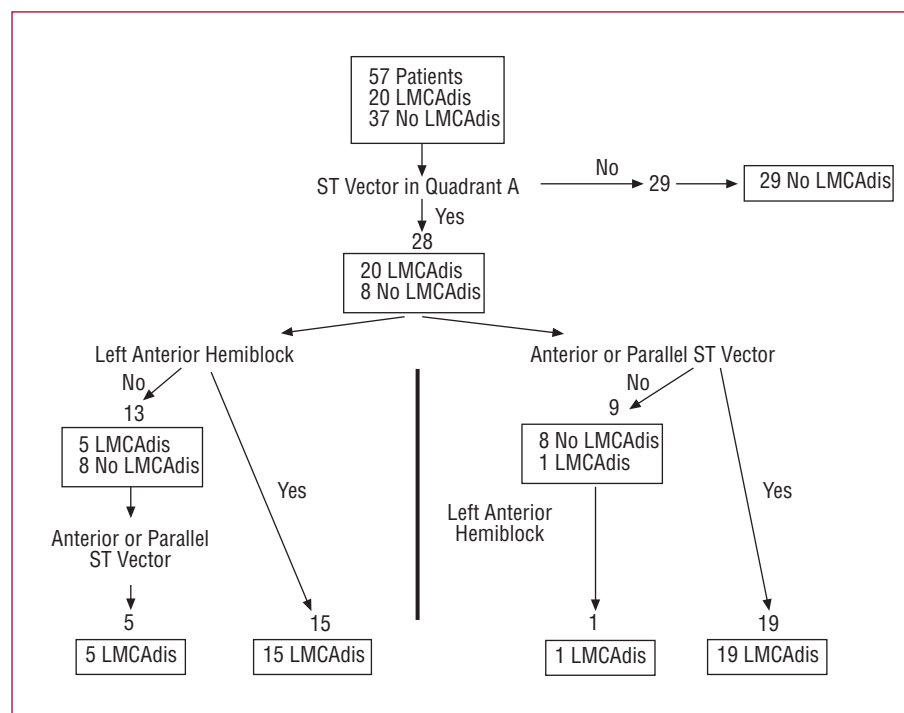 57 Patients
20 LMCAdis
37 No LMCAdis
ST Vector in Quadrant A
No
29
29 No LMCAdis
Yes
28
20 LMCAdis
8 No LMCAdis
Left Anterior Hemiblock
No
13
5 LMCAdis
8 No LMCAdis
Yes
Anterior or Parallel
ST Vector
5
5 LMCAdis
15
15 LMCAdis
Anterior or Parallel ST Vector
No
9
8 No LMCAdis
1 LMCAdis
Yes
Left Anterior
Hemiblock
1
1 LMCAdis
19
19 LMCAdis